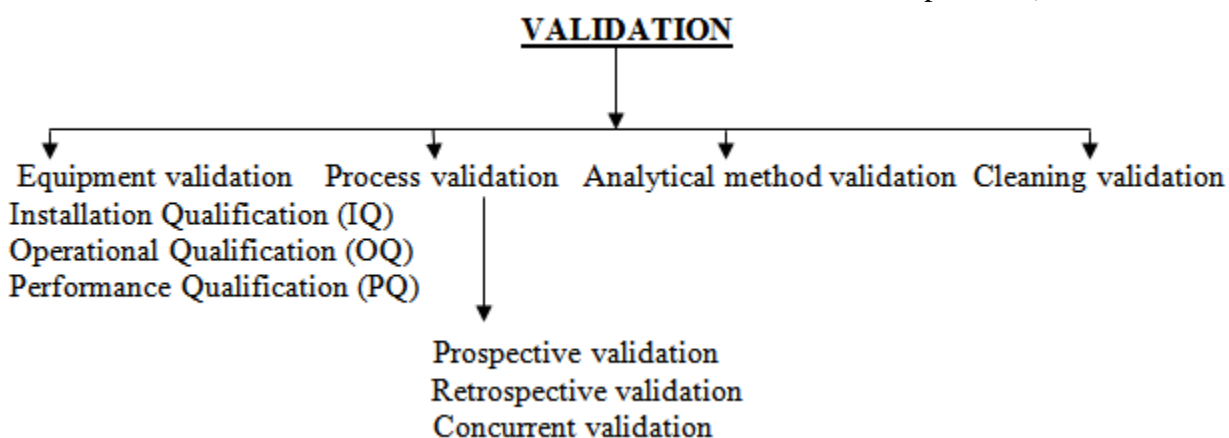 VALIDATION
Equipment validation Process validation Analytical method validation Cleaning validation
Installation Qualification (IQ)
Operational Qualification (OQ)
Performance Qualification (PQ)
Prospective validation
Retrospective validation
Concurrent validation